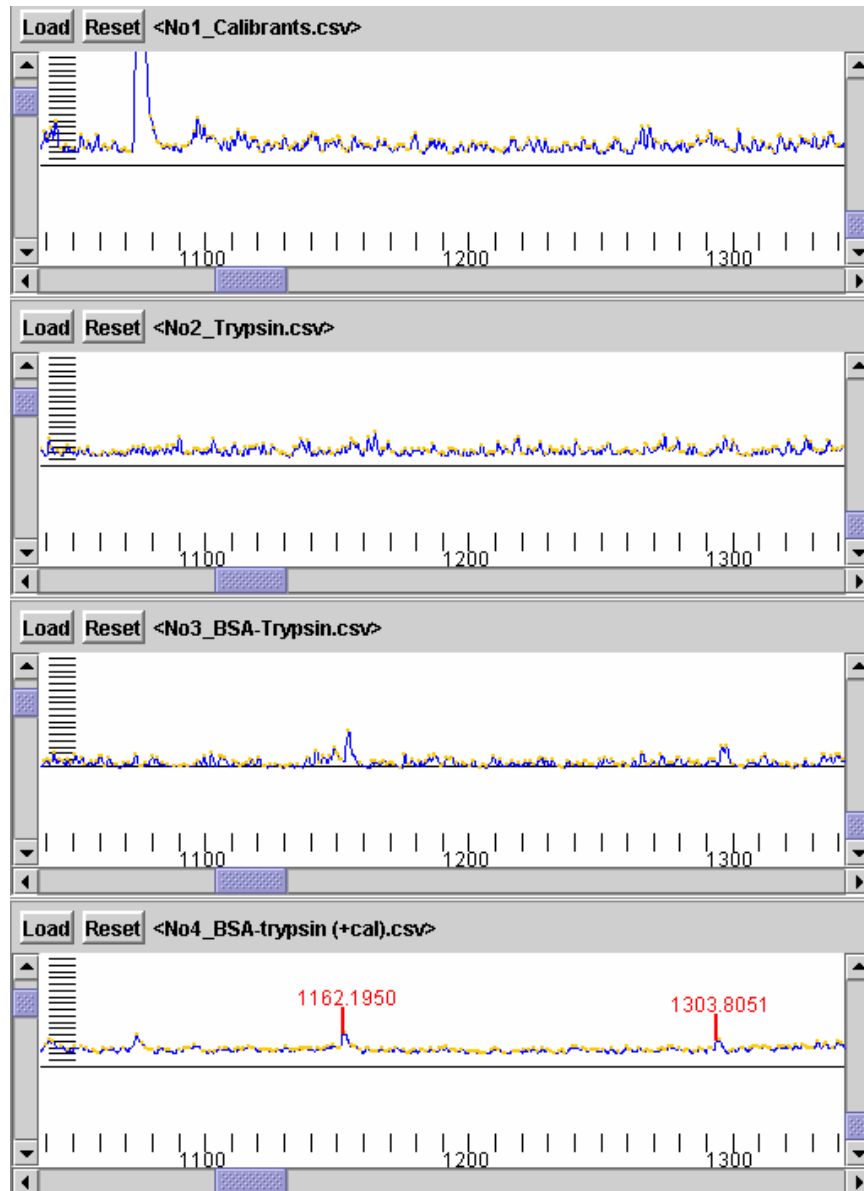 Load Reset <No1_Calibrants.csv>
1100 1200 1300
Load Reset <No2_Trypsin.csv>
1100 1200 1300
Load Reset <No3_BSA-Trypsin.csv>
1100 1200 1300
Load Reset <No4_BSA-trypsin (+cal).csv>
1162.1950
1303.8051
1100 1200 1300